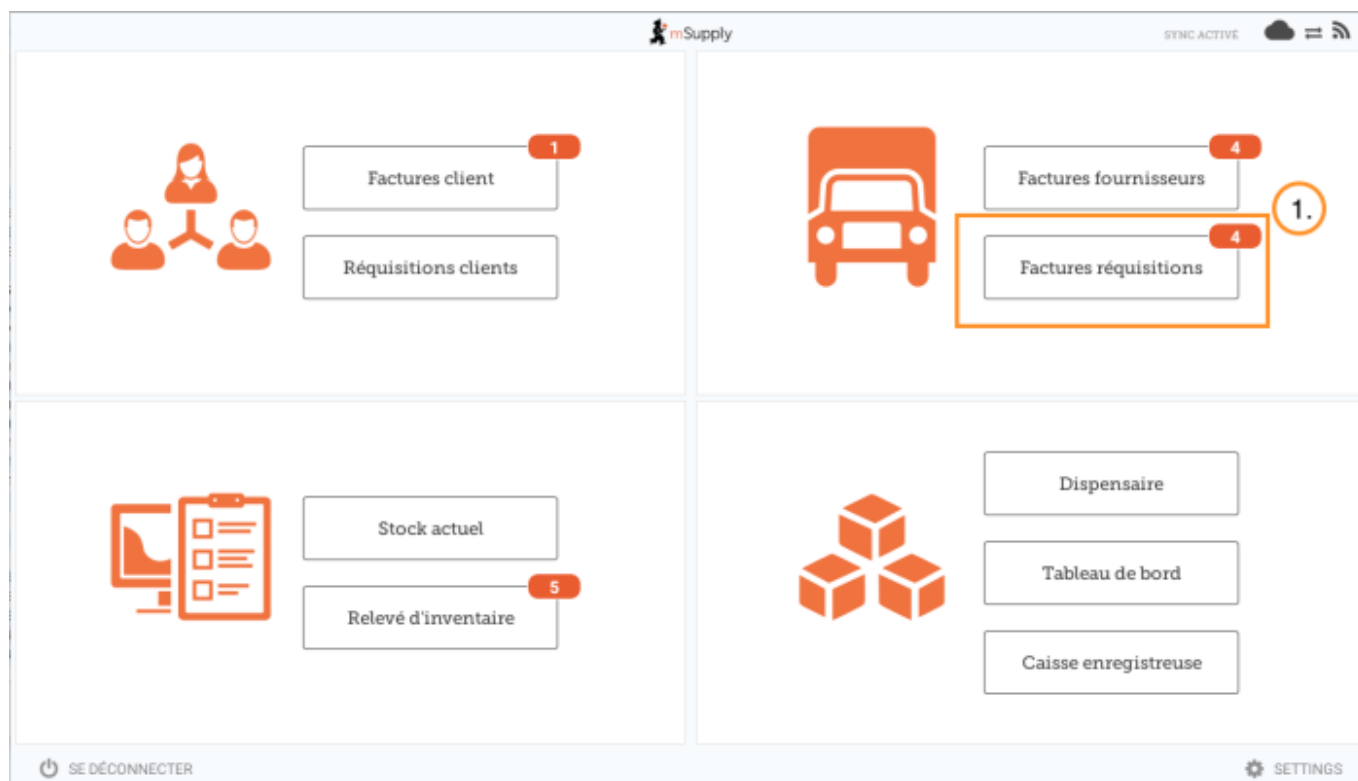 mSupply
SYNC ACTIVÉ
1
Factures client
Réquisitions clients
4
Factures fournisseurs
1.
4
Factures réquisitions
Stock actuel
5
Relevé d'inventaire
Dispensaire
Tableau de bord
Caisse enregistreuse
SE DÉCONNECTER
SETTINGS